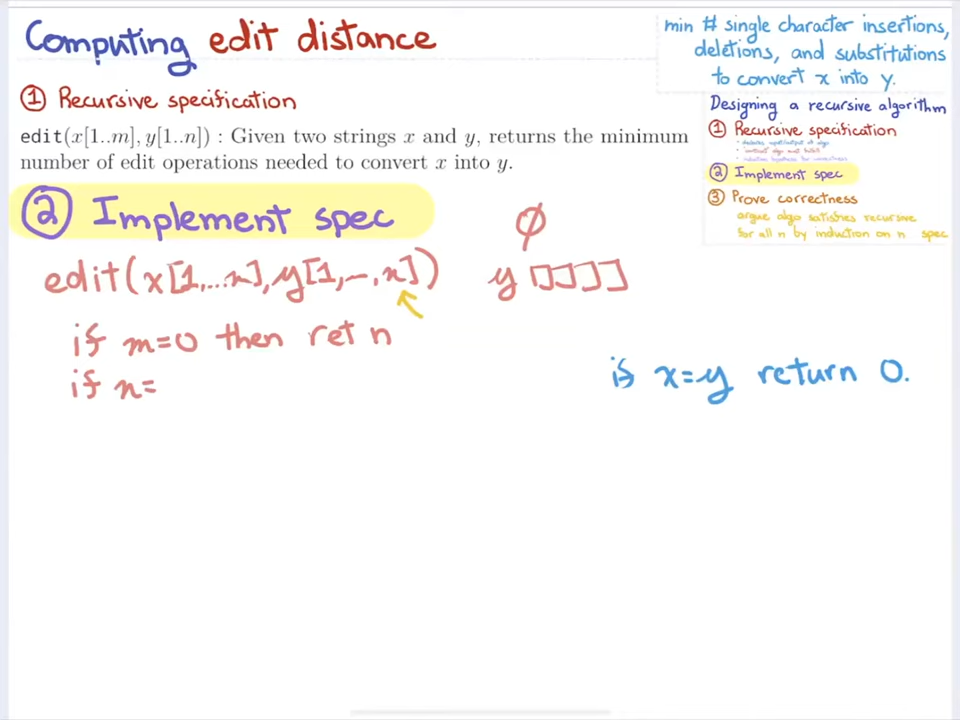 Computing edit distance
min # single character insertions,
deletions, and substitutions
to convert x into y.
① Recursive specification
edit(x[1..m], y[1..n]) : Given two strings x and y, returns the minimum
number of edit operations needed to convert x into y.
Designing a recursive algorithm
① Recursive specification
② Implement spec
③ Prove correctness
argue algo satisfies recursive
for all n by induction on n spec
② Implement spec
edit(x[1,...m], y[1,...,n])
ϕ
y
if m=0 then ret n
if n=
if x=y return 0.